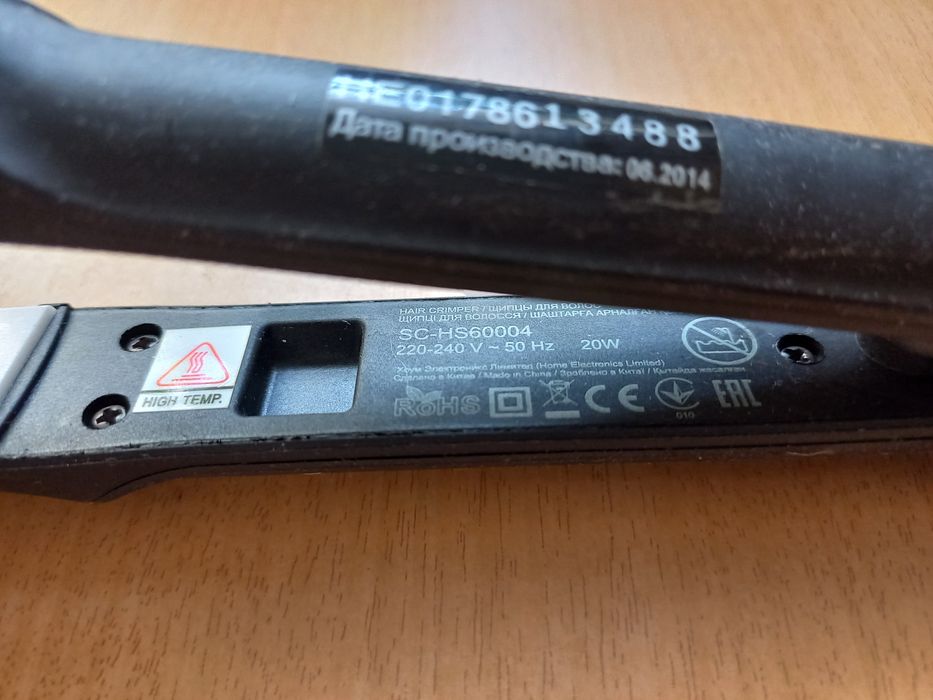 HE0178613488
Дата производства: 06.2014
HAIR CRIMPER / ЩИПЦЫ ДЛЯ ВОЛОС
ЩИПЦІ ДЛЯ ВОЛОССЯ / ШАШТАРҒА АРНАЛҒАН
SC-HS60004
220-240 V ~ 50 Hz 20W
Хоум Электроникс Лимитед (Home Electronics Limited)
Сделано в Китае / Made in China / Зроблено в Китаї / Қытайда жасалған
HIGH TEMP.
RoHS CE EAC
010